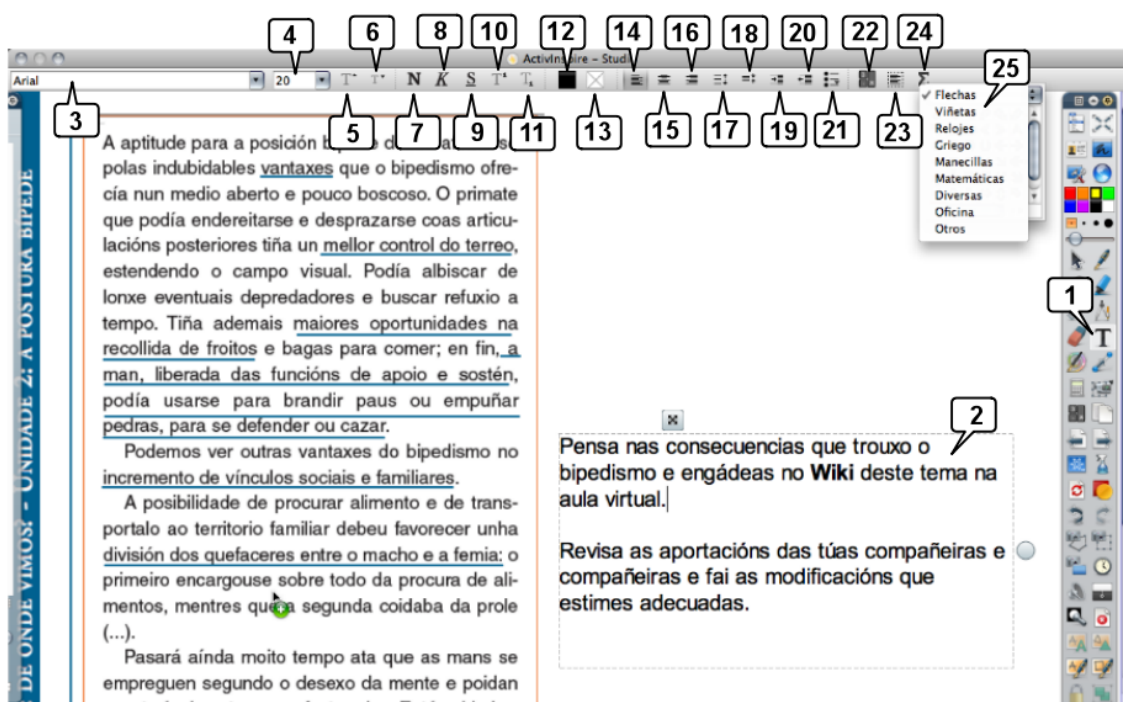 4
6
8
10
12
14
16
18
20
22
24
ActivInspire – Studi
Arial
20
N K S
25
3
5
7
9
11
13
15
17
19
21
23
Flechas
Viñetas
Relojes
Griego
Manecillas
Matemáticas
Diversas
Oficina
Otros
DE ONDE VIMOS? - UNIDADE 2: A POSTURA BIPEDE
A aptitude para a posición
polas indubidables vantaxes que o bipedismo ofre-
cía nun medio aberto e pouco boscoso. O primate
que podía endereitarse e desprazarse coas articu-
lacións posteriores tiña un mellor control do terreo,
estendendo o campo visual. Podía albiscar de
lonxe eventuais depredadores e buscar refuxio a
tempo. Tiña ademais maiores oportunidades na
recollida de froitos e bagas para comer; en fin, a
man, liberada das funcións de apoio e sostén,
podía usarse para brandir paus ou empuñar
pedras, para se defender ou cazar.
Podemos ver outras vantaxes do bipedismo no
incremento de vínculos sociais e familiares.
A posibilidade de procurar alimento e de trans-
portalo ao territorio familiar debeu favorecer unha
división dos quefaceres entre o macho e a femia: o
primeiro encargouse sobre todo da procura de ali-
mentos, mentres que a segunda coidaba da prole
(...).
Pasará aínda moito tempo ata que as mans se
empreguen segundo o desexo da mente e poidan
1
T
2
Pensa nas consecuencias que trouxo o
bipedismo e engádeas no Wiki deste tema na
aula virtual.
Revisa as aportacións das túas compañeiras e
compañeiras e fai as modificacións que
estimes adecuadas.